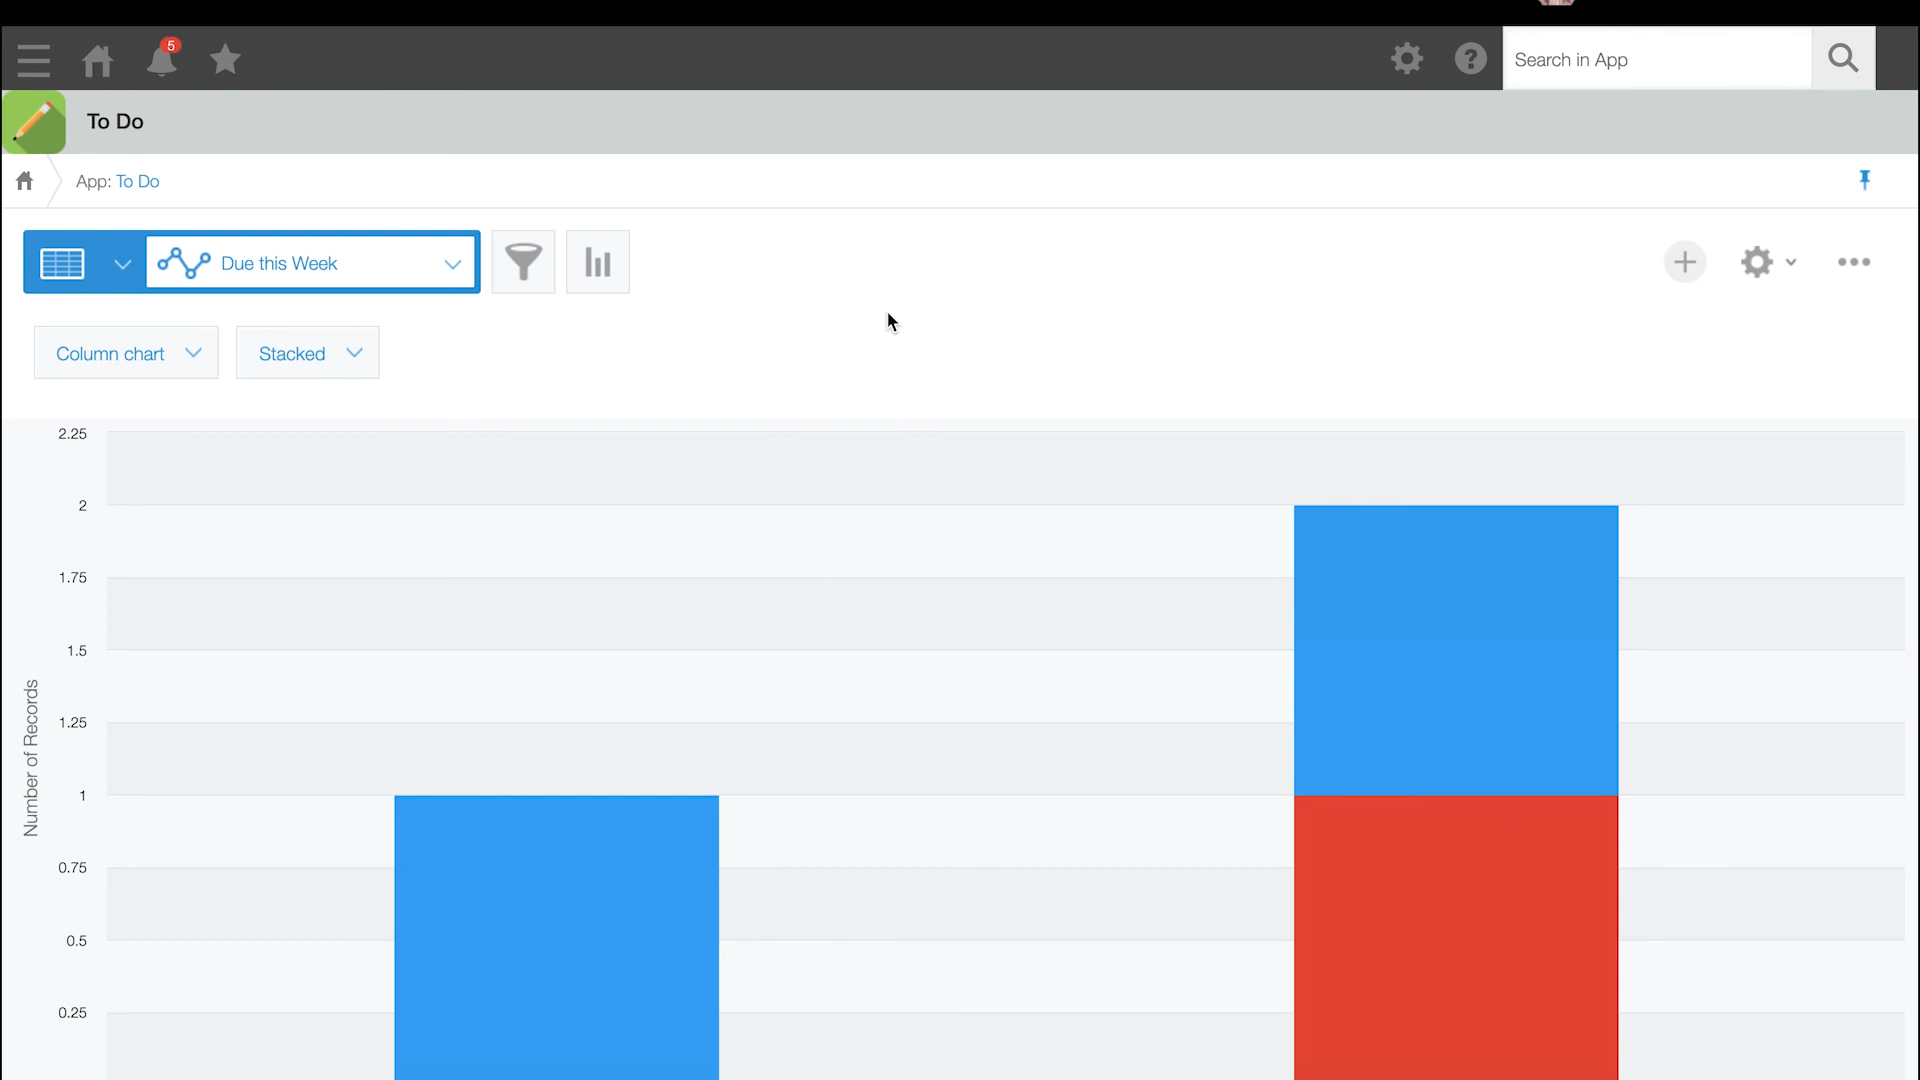 5
?
Search in App
To Do
App: To Do
Due this Week
Column chart
Stacked
2.25
2
1.75
1.5
1.25
1
0.75
0.5
0.25
Number of Records